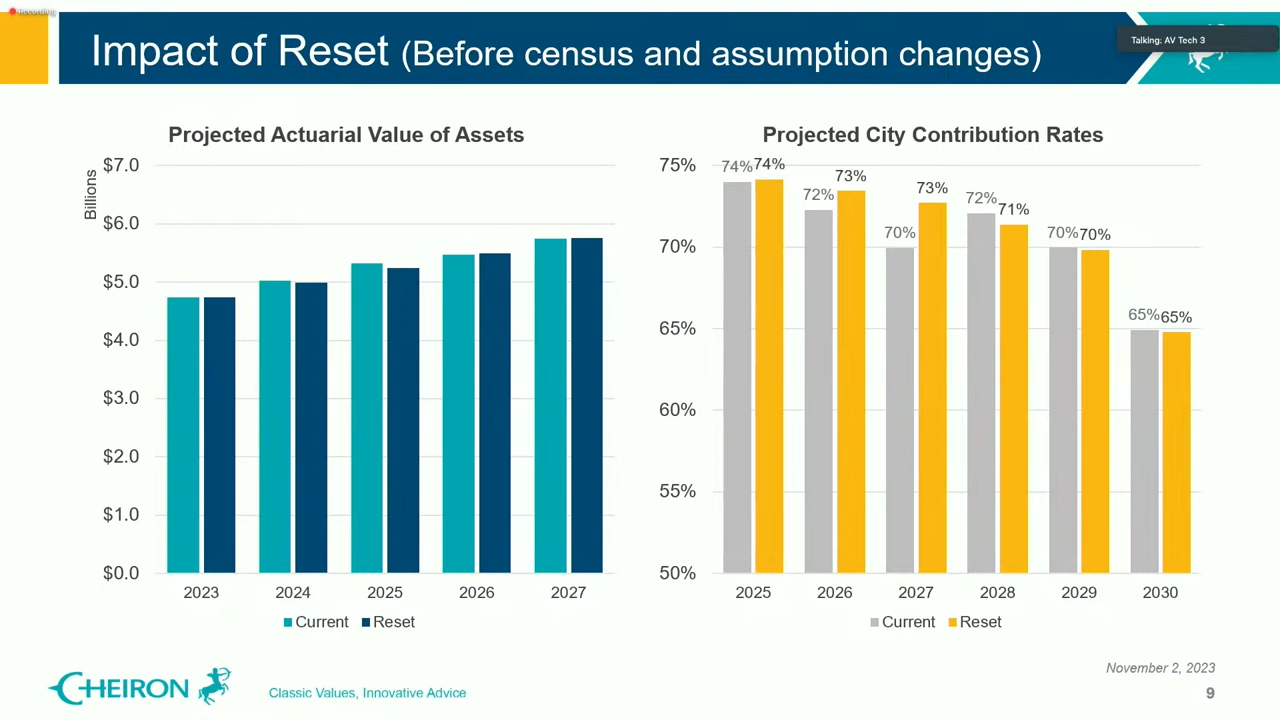 Recording
Talking: AV Tech 3
Impact of Reset (Before census and assumption changes)
Projected Actuarial Value of Assets
Billions
$7.0
$6.0
$5.0
$4.0
$3.0
$2.0
$1.0
$0.0
2023 2024 2025 2026 2027
Current Reset
Projected City Contribution Rates
75%
70%
65%
60%
55%
50%
74% 74%
72% 73%
70% 73%
72% 71%
70% 70%
65% 65%
2025 2026 2027 2028 2029 2030
Current Reset
November 2, 2023
CHEIRON
Classic Values, Innovative Advice
9